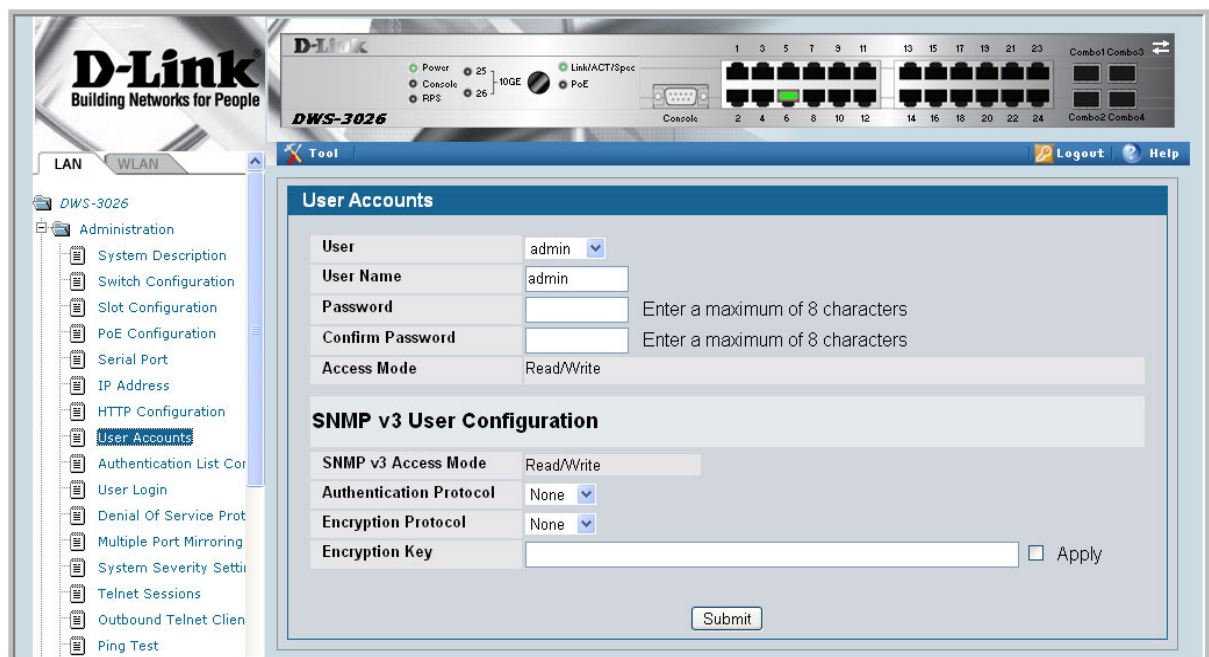 D-Link
Building Networks for People
D-Link
Power
Console
RPS
25
26
10GE
Link/ACT/Spec
PoE
DWS-3026
Console
1 3 5 7 9 11 13 15 17 19 21 23
2 4 6 8 10 12 14 16 18 20 22 24
Combo1 Combo3
Combo2 Combo4
Tool
Logout
Help
LAN
WLAN
DWS-3026
Administration
System Description
Switch Configuration
Slot Configuration
PoE Configuration
Serial Port
IP Address
HTTP Configuration
User Accounts
Authentication List Cor
User Login
Denial Of Service Prot
Multiple Port Mirroring
System Severity Settin
Telnet Sessions
Outbound Telnet Clien
Ping Test
User Accounts
User admin
User Name admin
Password Enter a maximum of 8 characters
Confirm Password Enter a maximum of 8 characters
Access Mode Read/Write
SNMP v3 User Configuration
SNMP v3 Access Mode Read/Write
Authentication Protocol None
Encryption Protocol None
Encryption Key Apply
Submit